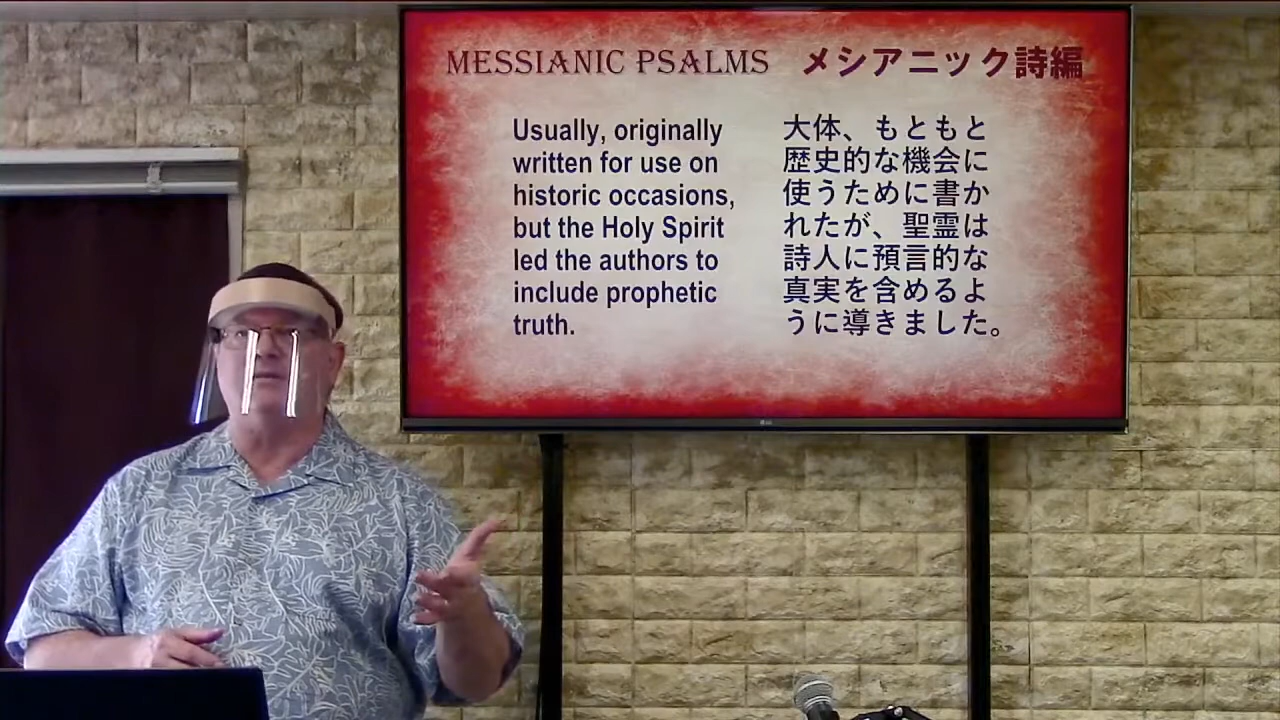 MESSIANIC PSALMS メシアニック詩編
Usually, originally
written for use on
historic occasions,
but the Holy Spirit
led the authors to
include prophetic
truth.
大体、もともと
歴史的な機会に
使うために書か
れたが、聖霊は
詩人に預言的な
真実を含めるよ
うに導きました。
LG